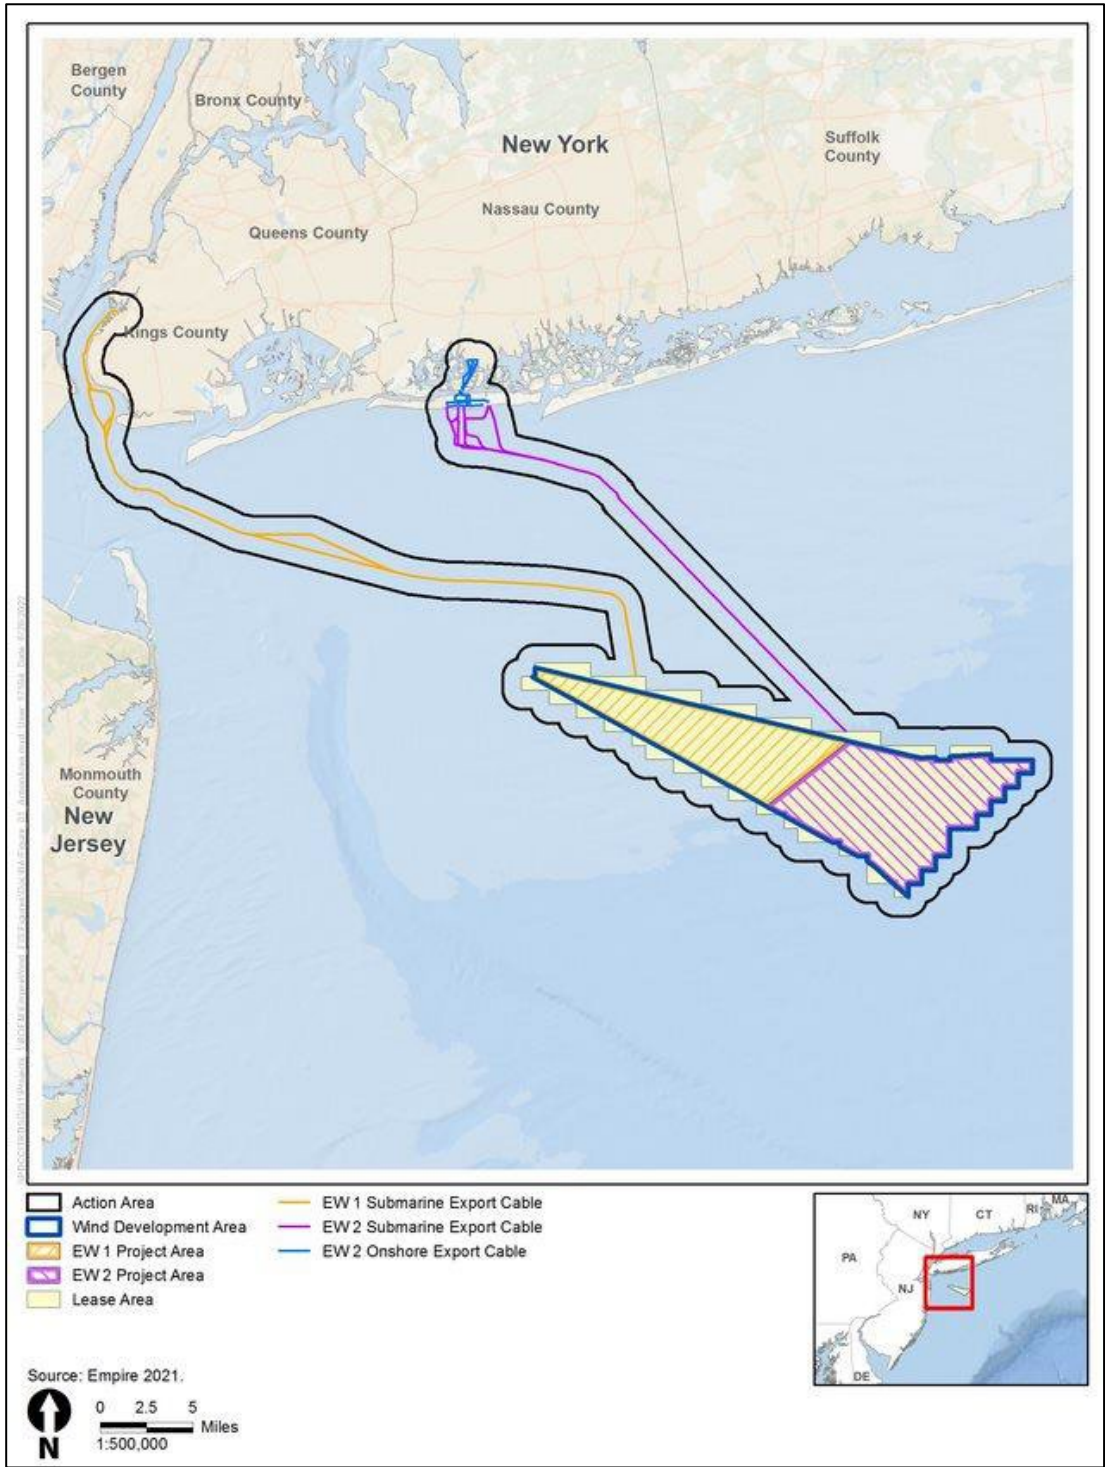 Bergen
County
Bronx County
New York
Suffolk
County
Nassau County
Queens County
Kings County
Monmouth
County
New
Jersey
Action Area
Wind Development Area
EW 1 Project Area
EW 2 Project Area
Lease Area
EW 1 Submarine Export Cable
EW 2 Submarine Export Cable
EW 2 Onshore Export Cable
NY
CT
RI
MA
PA
NJ
DE
Source: Empire 2021.
N
0 2.5 5
Miles
1:500,000